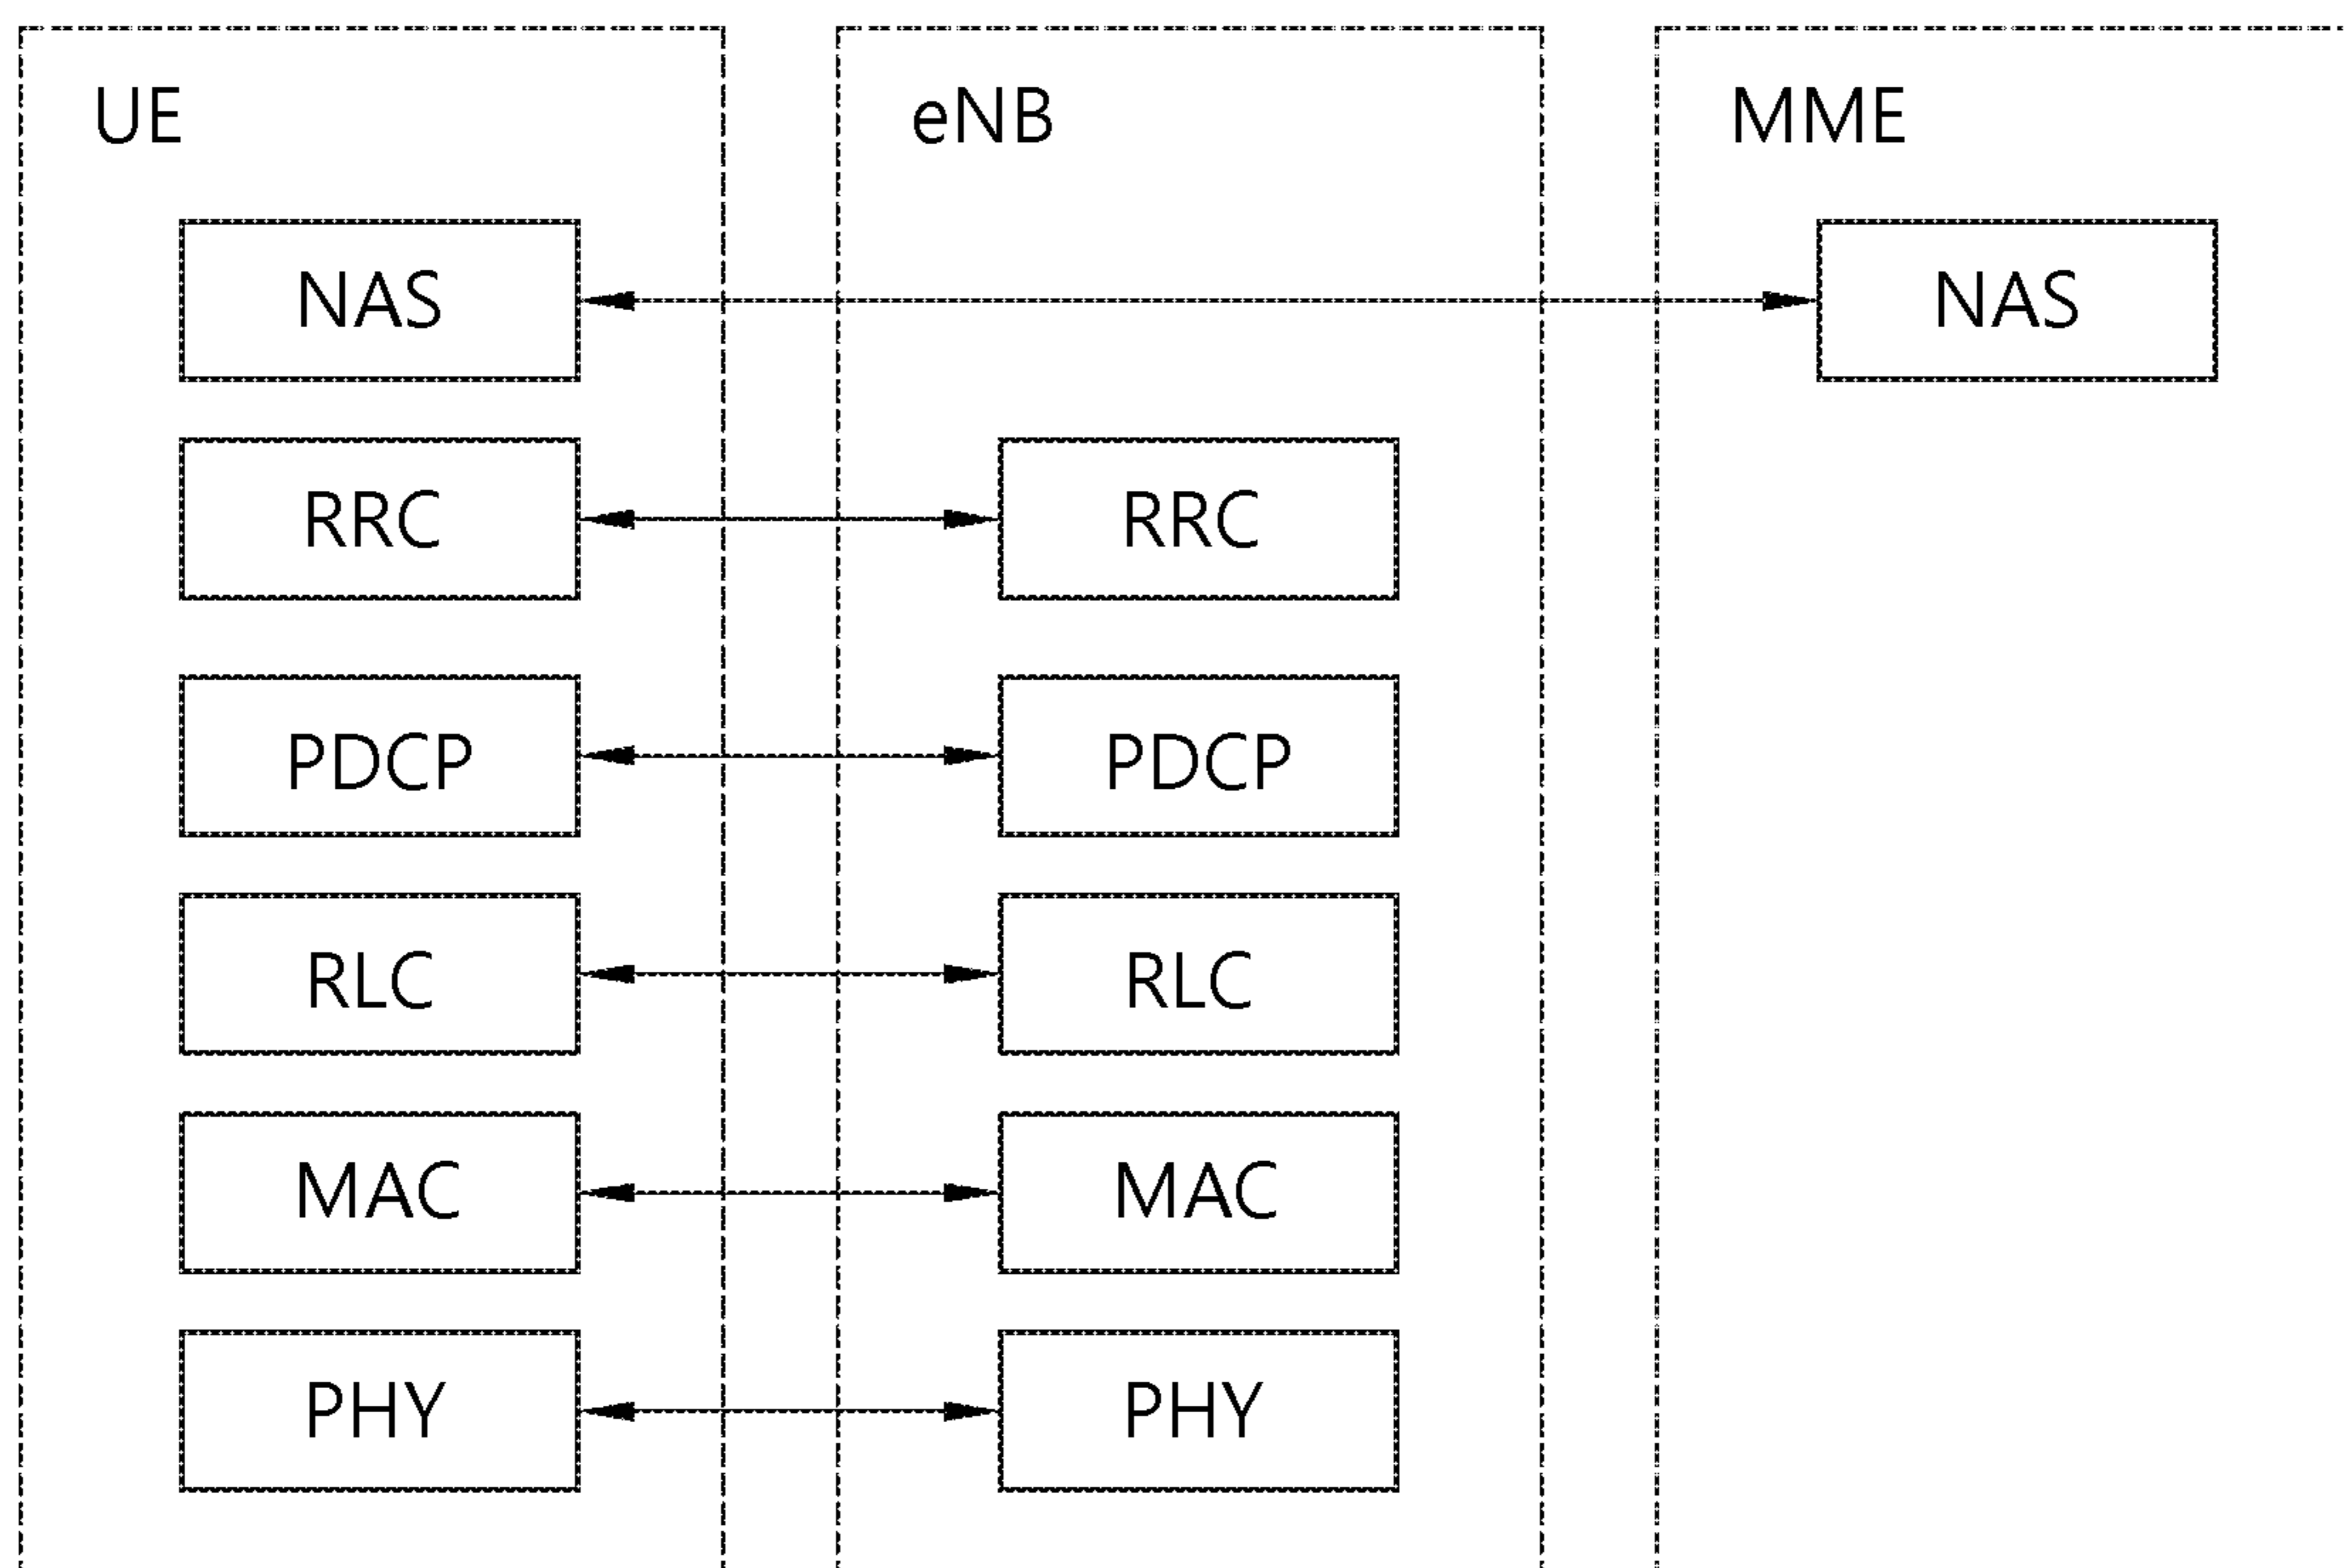 UE
eNB
MME
NAS
NAS
RRC
RRC
PDCP
PDCP
RLC
RLC
MAC
MAC
PHY
PHY